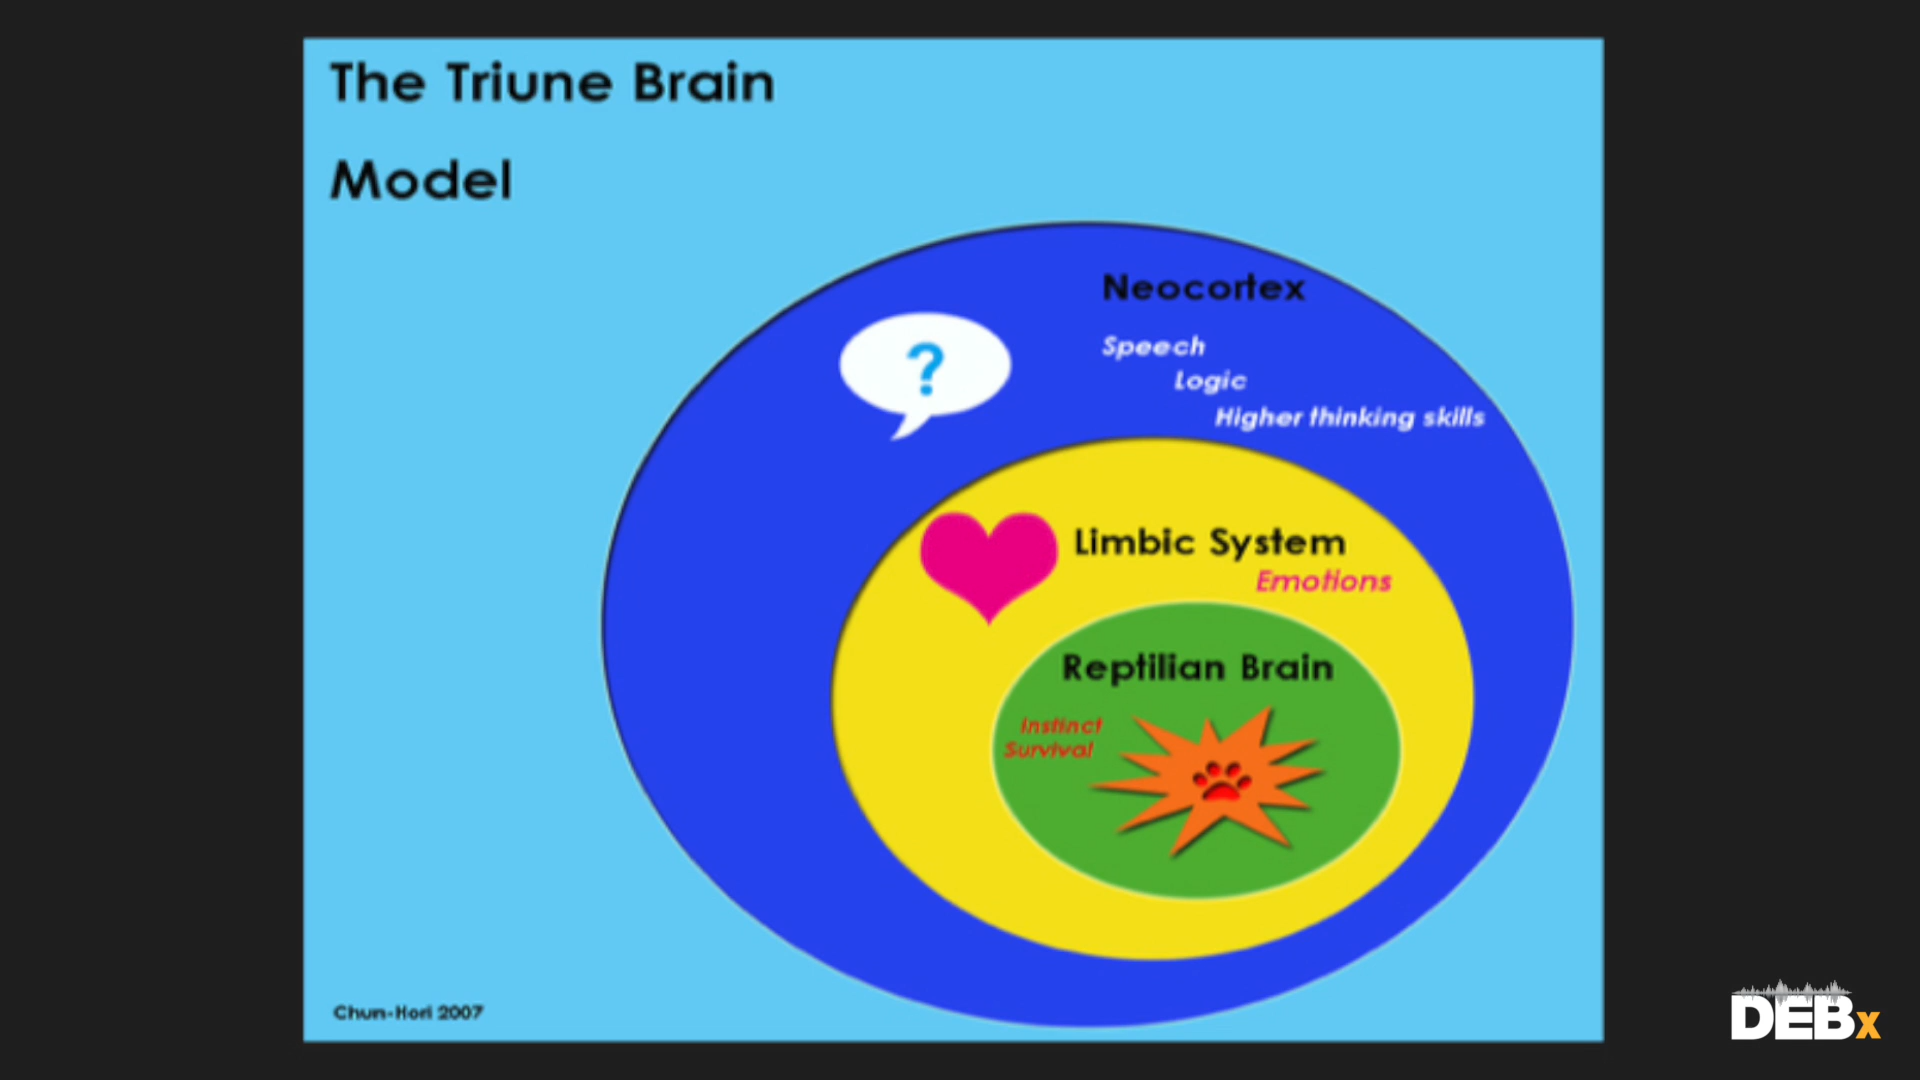 The Triune Brain
Model
Neocortex
?
Speech
Logic
Higher thinking skills
Limbic System
Emotions
Reptilian Brain
Instinct
Survival
Chun-Hori 2007
DEBx